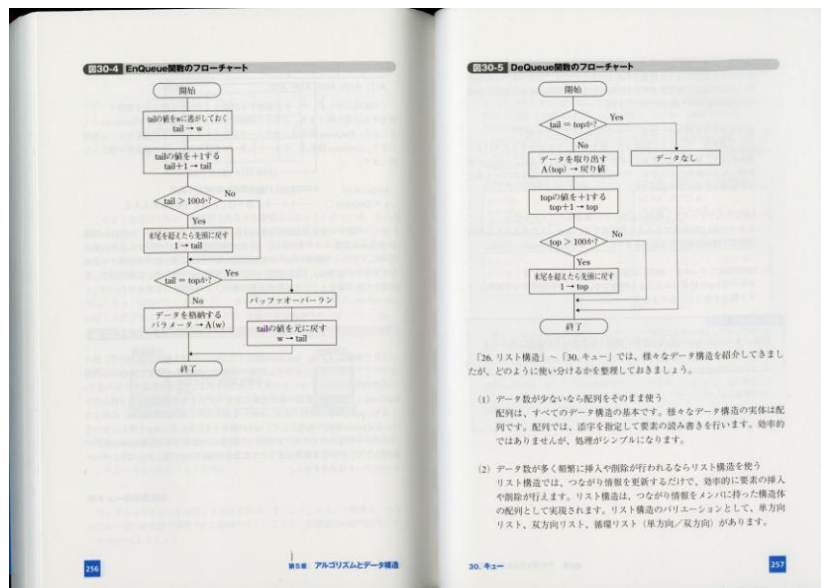 図30-4 EnQueue関数のフローチャート
開始
tailの値をwに逃がしておく
tail → w
tailの値を+1する
tail+1 → tail
tail > 100か?
No
Yes
末尾を超えたら先頭に戻す
1 → tail
tail = topか?
Yes
No
データを格納する
パラメータ → A(w)
バッファオーバーラン
tailの値を元に戻す
w → tail
終了
256
第5章 アルゴリズムとデータ構造
図30-5 DeQueue関数のフローチャート
開始
tail = topか?
Yes
No
データを取り出す
A(top) → 戻り値
データなし
topの値を+1する
top+1 → top
top > 100か?
No
Yes
末尾を超えたら先頭に戻す
1 → top
終了
「26. リスト構造」~「30. キュー」では、様々なデータ構造を紹介してきまし
たが、どのように使い分けるかを整理しておきましょう。
(1) データ数が少ないなら配列をそのまま使う
配列は、すべてのデータ構造の基本です。様々なデータ構造の実体は配
列です。配列では、添字を指定して要素の読み書きを行います。効率的
ではありませんが、処理がシンプルになります。
(2) データ数が多く頻繁に挿入や削除が行われるならリスト構造を使う
リスト構造では、つながり情報を更新するだけで、効率的に要素の挿入
や削除が行えます。リスト構造は、つながり情報をメンバに持った構造体
の配列として実現されます。リスト構造のバリエーションとして、単方向
リスト、双方向リスト、循環リスト(単方向/双方向)があります。
30. キュー
257